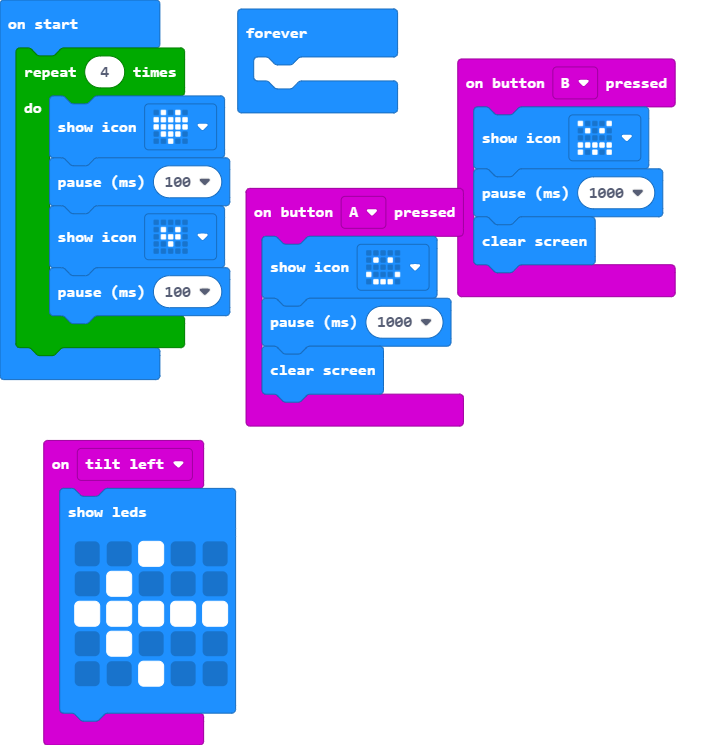 on start
repeat 4 times
do
show icon
pause (ms) 100
show icon
pause (ms) 100
forever
on button B pressed
show icon
pause (ms) 1000
clear screen
on button A pressed
show icon
pause (ms) 1000
clear screen
on tilt left
show leds